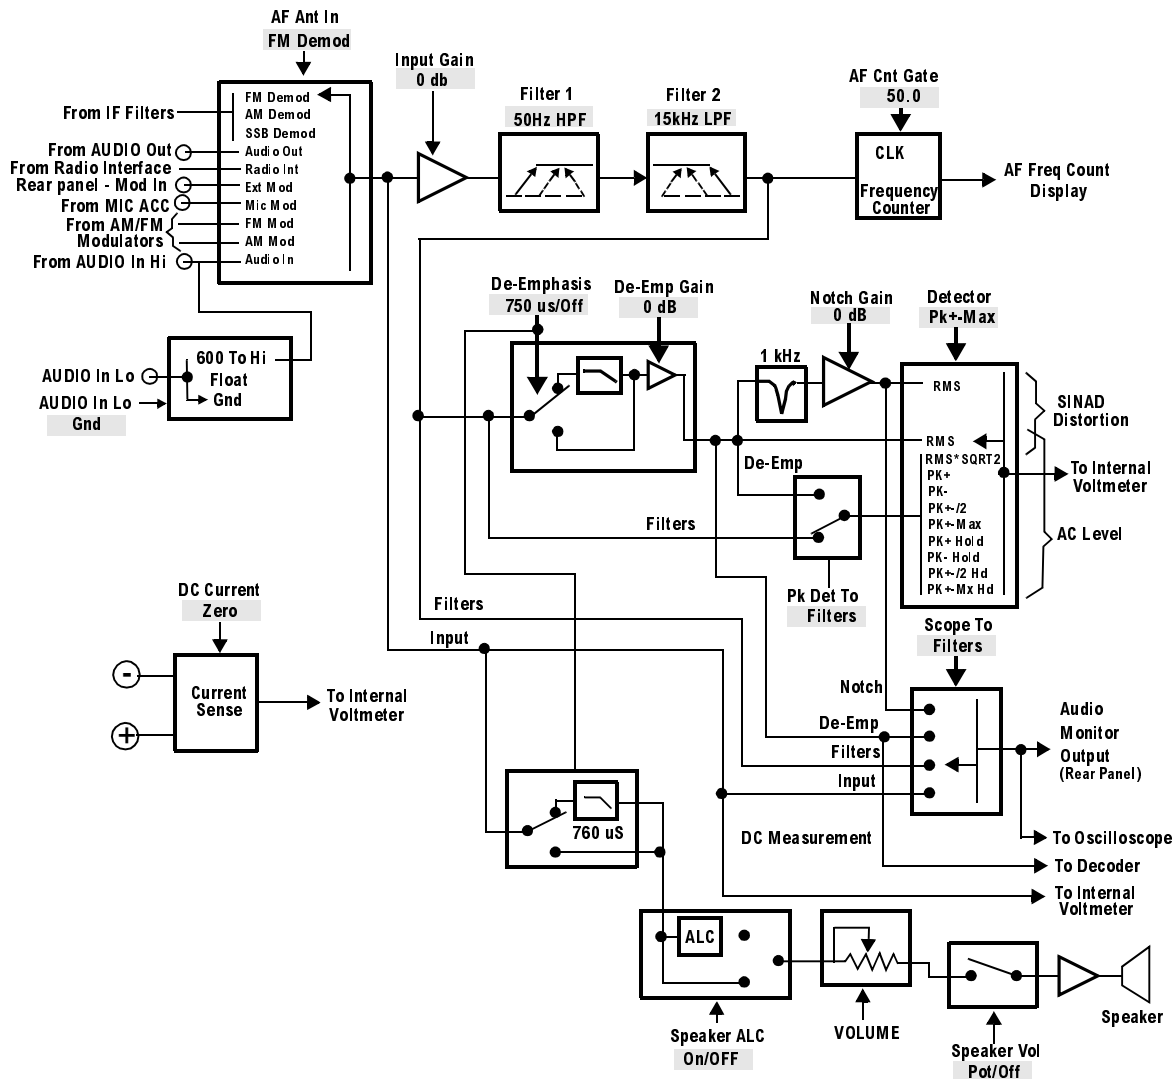 AF Ant In
FM Demod
Input Gain
0 db
Filter 1
50Hz HPF
Filter 2
15kHz LPF
AF Cnt Gate
50.0
From IF Filters
From AUDIO Out
From Radio Interface
Rear panel - Mod In
From MIC ACC
From AM/FM
Modulators
From AUDIO In Hi
FM Demod
AM Demod
SSB Demod
Audio Out
Radio Int
Ext Mod
Mic Mod
FM Mod
AM Mod
Audio In
CLK
Frequency
Counter
AF Freq Count
Display
De-Emphasis
750 us/Off
De-Emp Gain
0 dB
Notch Gain
0 dB
Detector
Pk+-Max
600 To Hi
Float
Gnd
AUDIO In Lo
AUDIO In Lo
Gnd
1 kHz
RMS
RMS
RMS*SQRT2
PK+
PK-
PK+-/2
PK+-Max
PK+ Hold
PK- Hold
PK+-/2 Hd
PK+-Mx Hd
SINAD
Distortion
To Internal
Voltmeter
AC Level
De-Emp
Filters
Pk Det To
Filters
DC Current
Zero
Filters
Input
Scope To
Filters
-
+
Current
Sense
To Internal
Voltmeter
Notch
De-Emp
Filters
Input
Audio
Monitor
Output
(Rear Panel)
760 uS
DC Measurement
To Oscilloscope
To Decoder
To Internal
Voltmeter
ALC
Speaker ALC
On/OFF
VOLUME
Speaker Vol
Pot/Off
Speaker